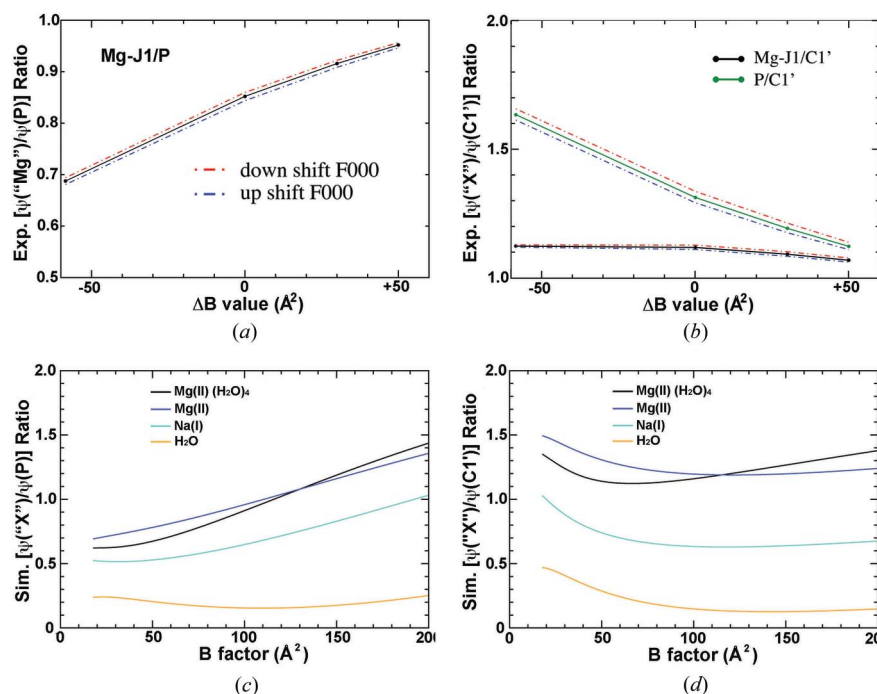 Mg-J1/P
Exp. [ψ("Mg")/ψ(P)] Ratio
1.0
0.9
0.8
0.7
0.6
0.5
down shift F000
up shift F000
-50
0
+50
ΔB value (Å²)
(a)
Exp. [ψ("X")/ψ(C1')] Ratio
2.0
1.5
1.0
Mg-J1/C1'
P/C1'
-50
0
+50
ΔB value (Å²)
(b)
Sim. [ψ("X")/ψ(P)] Ratio
2.0
1.5
1.0
0.5
0
Mg(II) (H₂O)₄
Mg(II)
Na(I)
H₂O
0
50
100
150
200
B factor (Å²)
(c)
Sim. [ψ("X")/ψ(C1')] Ratio
2.0
1.5
1.0
0.5
0
Mg(II) (H₂O)₄
Mg(II)
Na(I)
H₂O
0
50
100
150
200
B factor (Å²)
(d)